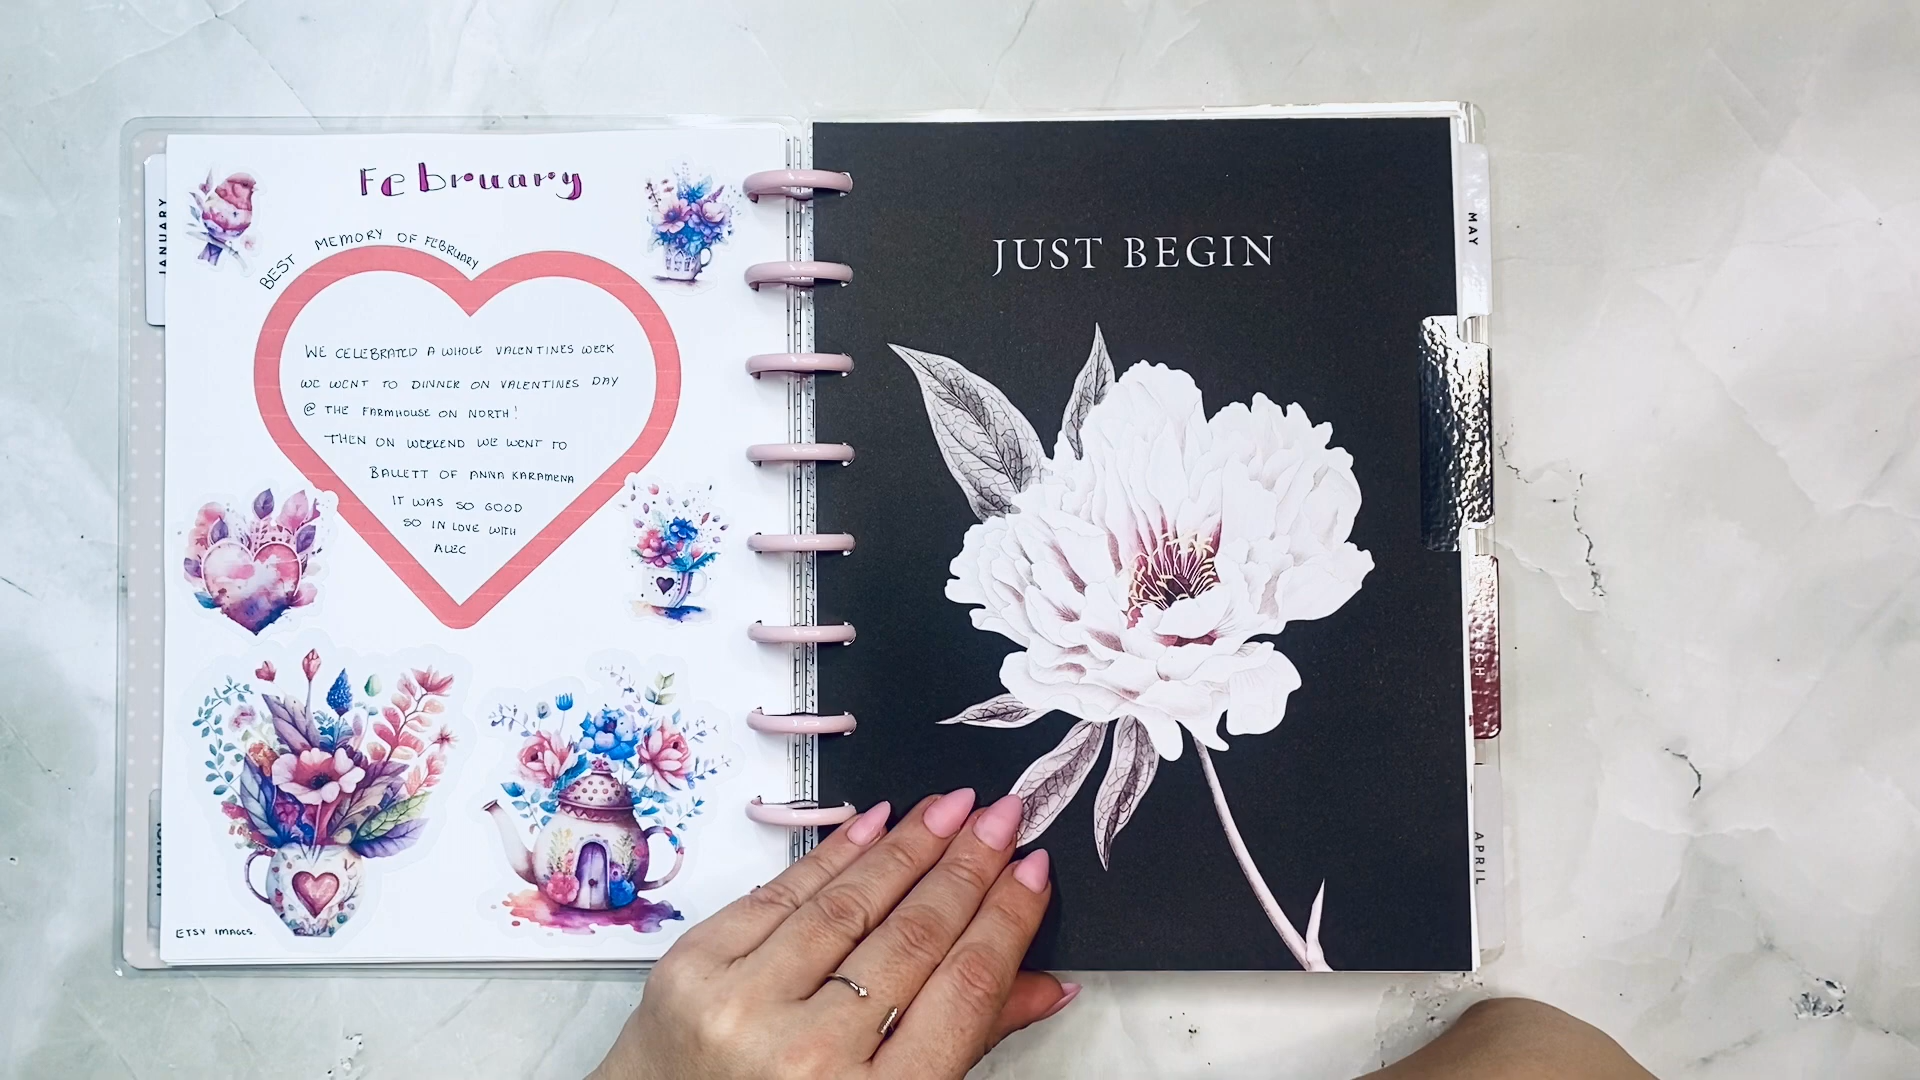 February
BEST MEMORY OF FEBRUARY
WE CELEBRATED A WHOLE VALENTINES WEEK
WE WENT TO DINNER ON VALENTINES DAY
@ THE FARMHOUSE ON NORTH!
THEN ON WEEKEND WE WENT TO
BALLETT OF ANNA KARAMENA
IT WAS SO GOOD
SO IN LOVE WITH
ALEC
ETSY IMAGES.
JANUARY
JUST BEGIN
MAY
MARCH
APRIL